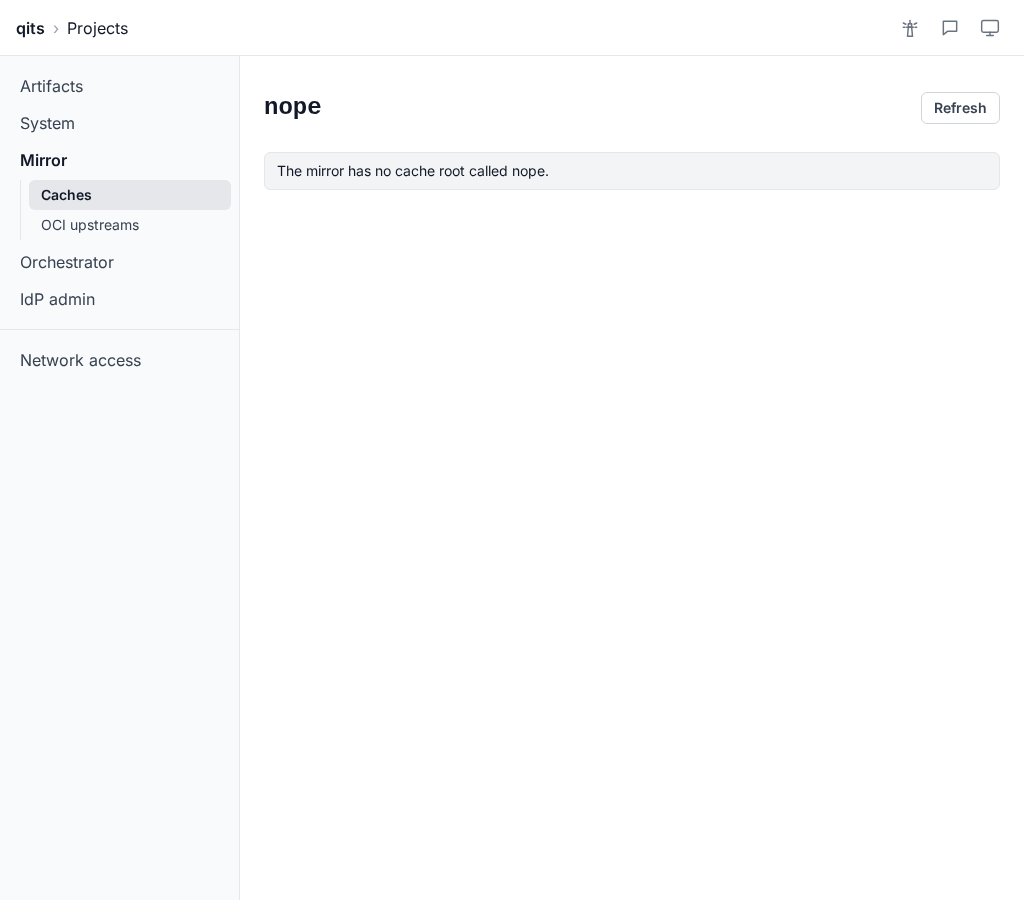 qits › Projects
Artifacts
System
Mirror
Caches
OCI upstreams
Orchestrator
IdP admin
Network access
nope
Refresh
The mirror has no cache root called nope.